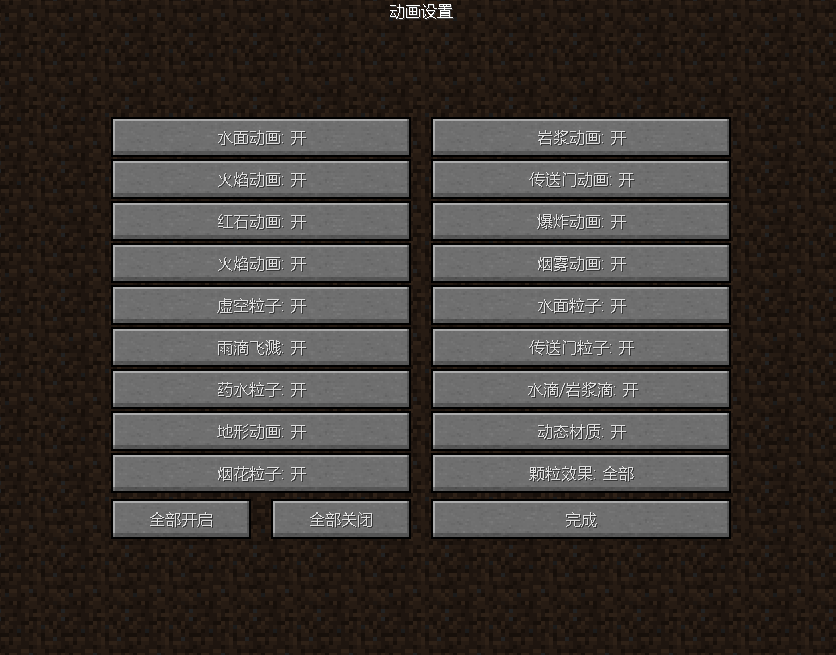 动画设置
水面动画: 开
岩浆动画: 开
火焰动画: 开
传送门动画: 开
红石动画: 开
爆炸动画: 开
火焰动画: 开
烟雾动画: 开
虚空粒子: 开
水面粒子: 开
雨滴飞溅: 开
传送门粒子: 开
药水粒子: 开
水滴/岩浆滴: 开
地形动画: 开
动态材质: 开
烟花粒子: 开
颗粒效果: 全部
全部开启
全部关闭
完成